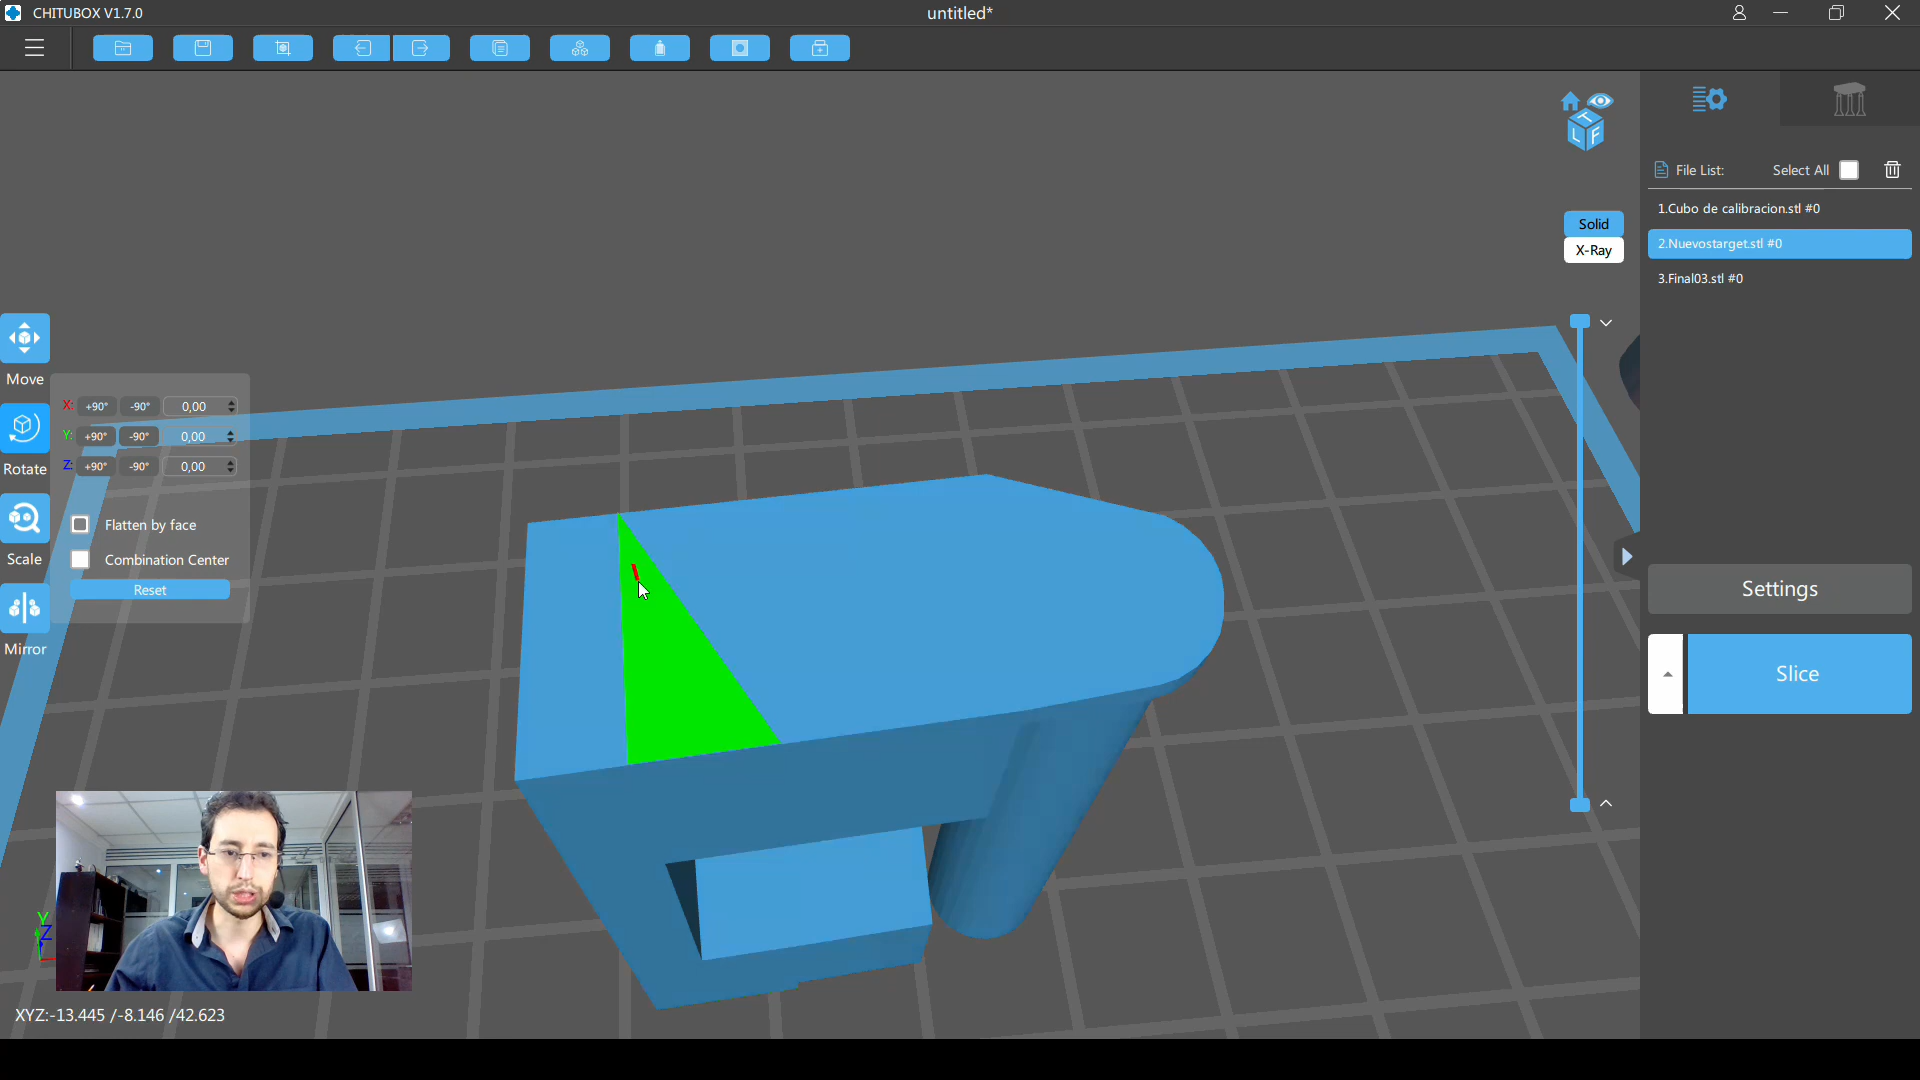 CHITUBOX V1.7.0
untitled*
T
L F
Solid
X-Ray
File List:
Select All
1.Cubo de calibracion.stl #0
2.Nuevostarget.stl #0
3.Final03.stl #0
Move
Rotate
Scale
Mirror
X: +90° -90° 0,00
Y: +90° -90° 0,00
Z: +90° -90° 0,00
Flatten by face
Combination Center
Reset
Settings
Slice
Y
Z
XYZ:-13.445 /-8.146 /42.623